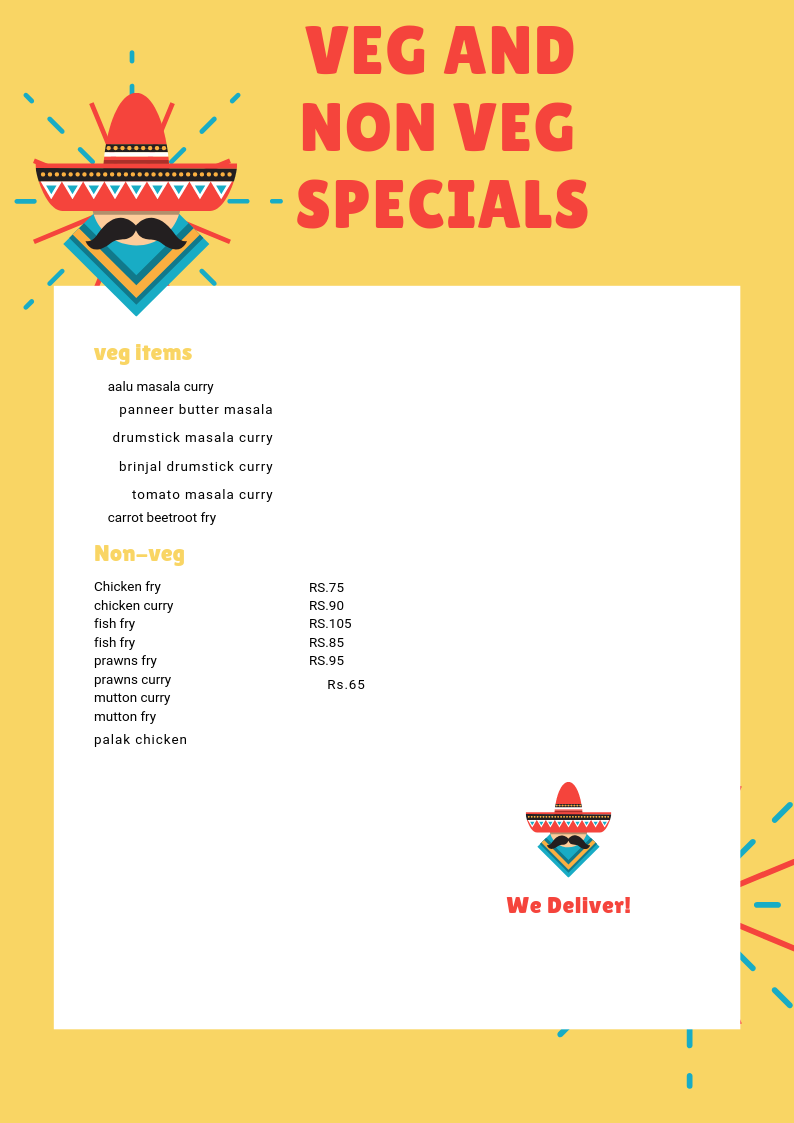 VEG AND
NON VEG
SPECIALS
veg items
aalu masala curry
panneer butter masala
drumstick masala curry
brinjal drumstick curry
tomato masala curry
carrot beetroot fry
Non-veg
Chicken fry RS.75
chicken curry RS.90
fish fry RS.105
fish fry RS.85
prawns fry RS.95
prawns curry Rs.65
mutton curry
mutton fry
palak chicken
We Deliver!